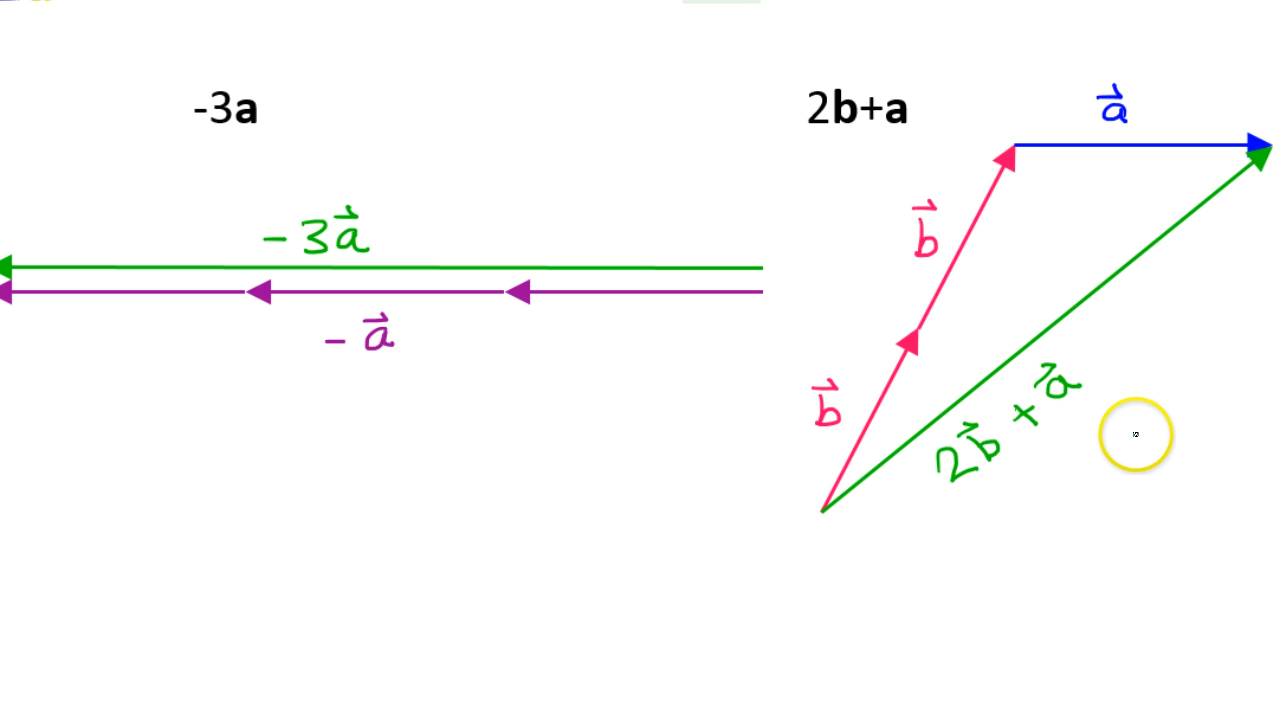 -3a
-3a⃗
-a⃗
2b+a
a⃗
b⃗
b⃗
2b⃗+a⃗